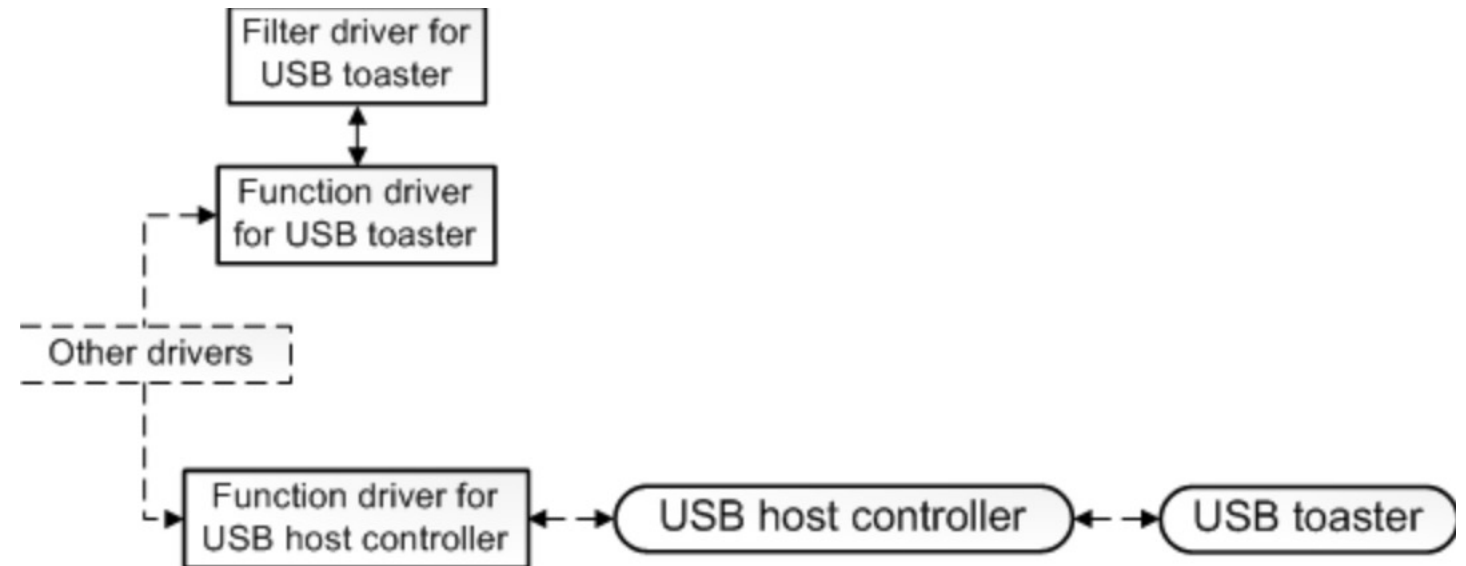 Filter driver for
USB toaster
Function driver
for USB toaster
Other drivers
Function driver for
USB host controller
USB host controller
USB toaster